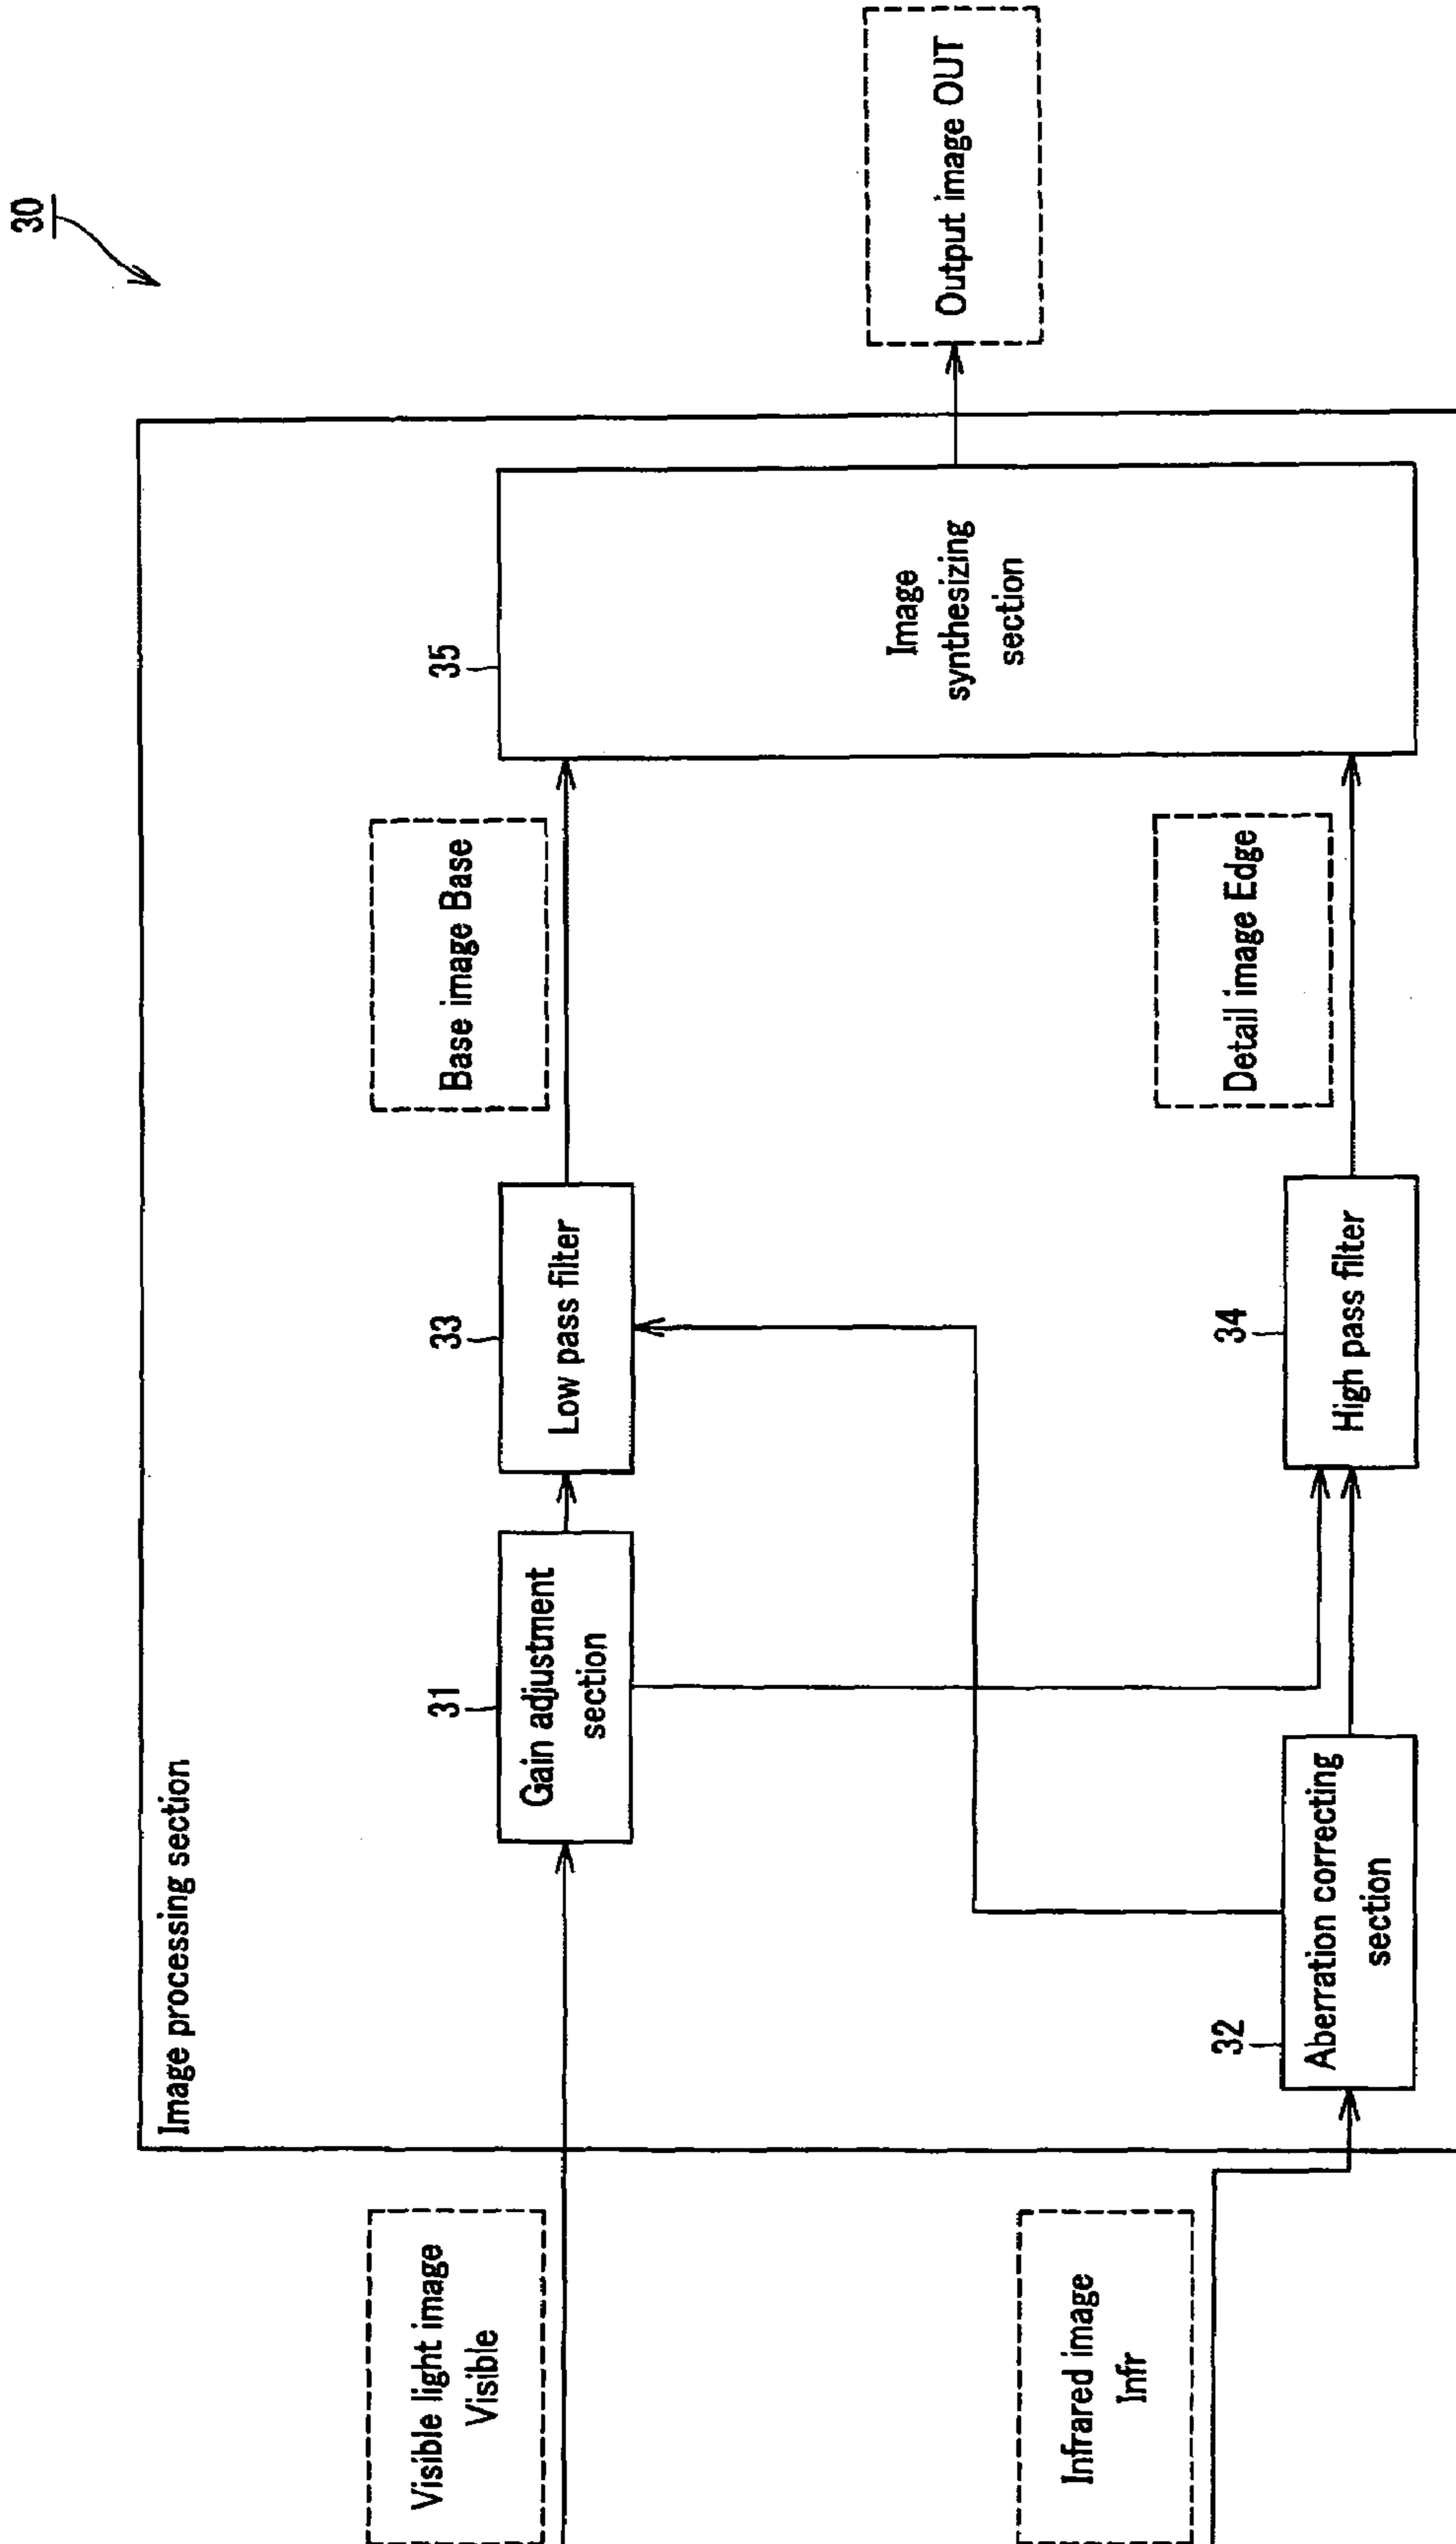 30
Image processing section
Visible light image
Visible
31
Gain adjustment
section
33
Low pass filter
Base image Base
35
Image
synthesizing
section
Output image OUT
Infrared image
Infr
32
Aberration correcting
section
34
High pass filter
Detail image Edge